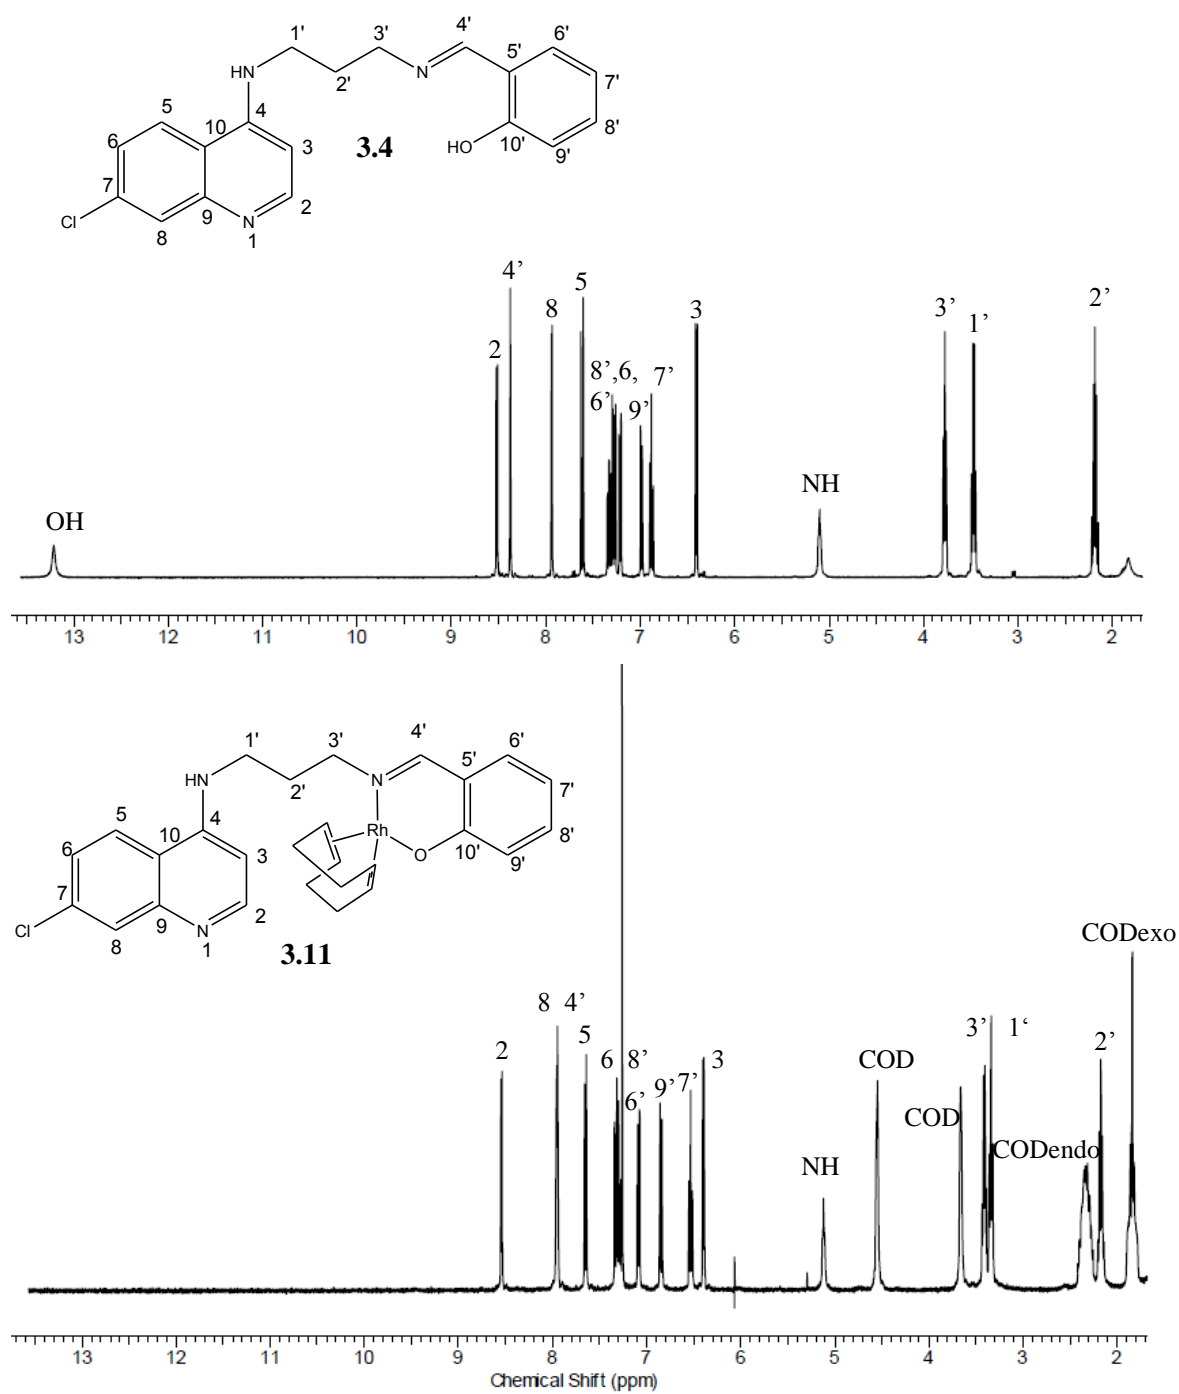 1' 3' 4'
HN 2' N 5' 6' 7'
5 4 8'
6 10 3 3.4 HO 10' 9'
7
Cl 8 9 N 2
1
4’ 5 2’
2 8 3 3’ 1’
8’,6, 7’
6’ 9’
OH NH
13 12 11 10 9 8 7 6 5 4 3 2
1' 3' 4' 6'
HN 2' N 5' 7'
5 4 Rh 8'
6 10 3 O 10' 9'
7 2
Cl 8 9 N 1
3.11
CODexo
8 4’ 3’ 1‘
2 5 6 8’ 3 COD 2’
6’ 9’ 7’ COD
NH CODendo
13 12 11 10 9 8 7 6 5 4 3 2
Chemical Shift (ppm)